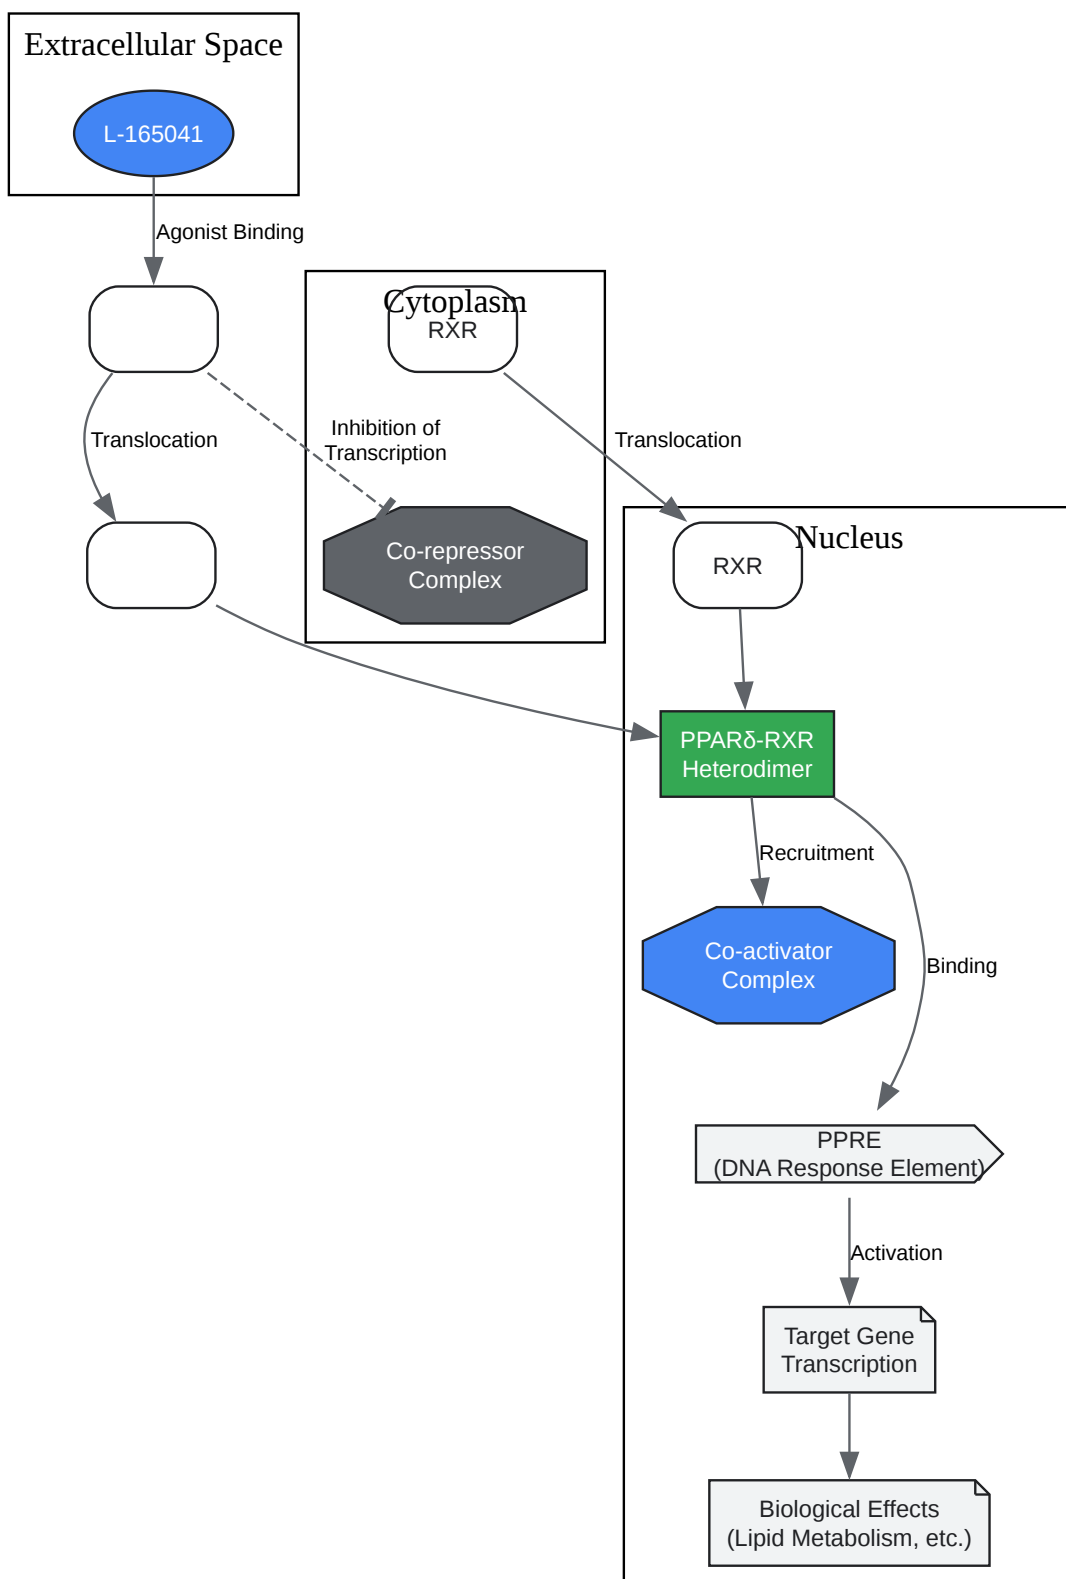 Extracellular Space
L-165041
Agonist Binding
Cytoplasm
RXR
Translocation
Inhibition of
Transcription
Translocation
Co-repressor
Complex
Nucleus
RXR
PPARδ-RXR
Heterodimer
Recruitment
Co-activator
Complex
Binding
PPRE
(DNA Response Element)
Activation
Target Gene
Transcription
Biological Effects
(Lipid Metabolism, etc.)